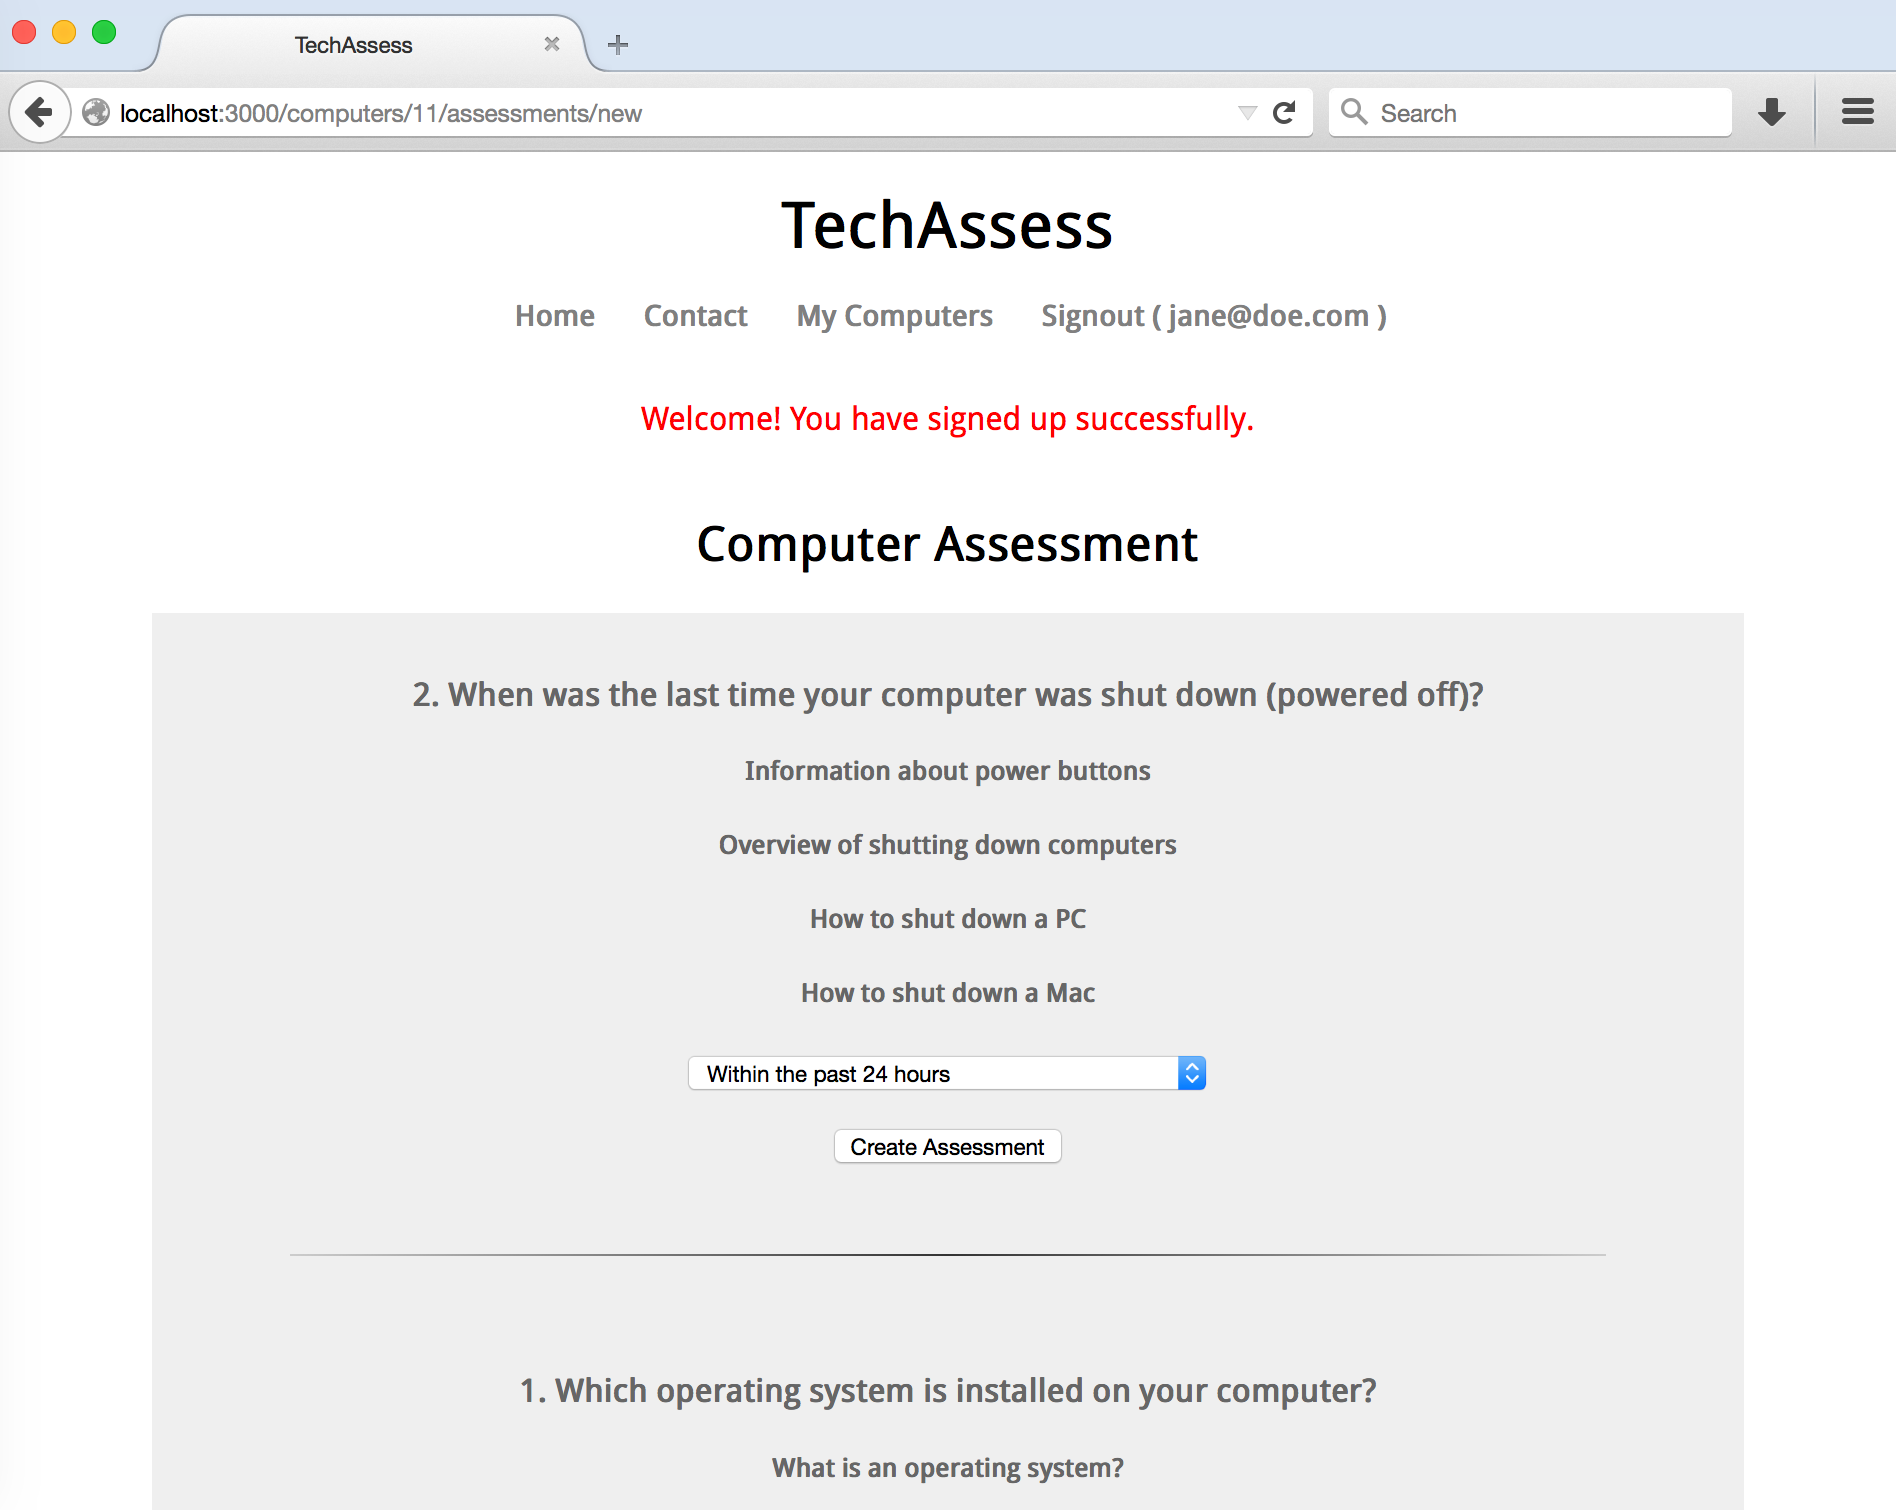 TechAssess
localhost:3000/computers/11/assessments/new
Search
TechAssess
Home Contact My Computers Signout ( jane@doe.com )
Welcome! You have signed up successfully.
Computer Assessment
2. When was the last time your computer was shut down (powered off)?
Information about power buttons
Overview of shutting down computers
How to shut down a PC
How to shut down a Mac
Within the past 24 hours
Create Assessment
1. Which operating system is installed on your computer?
What is an operating system?